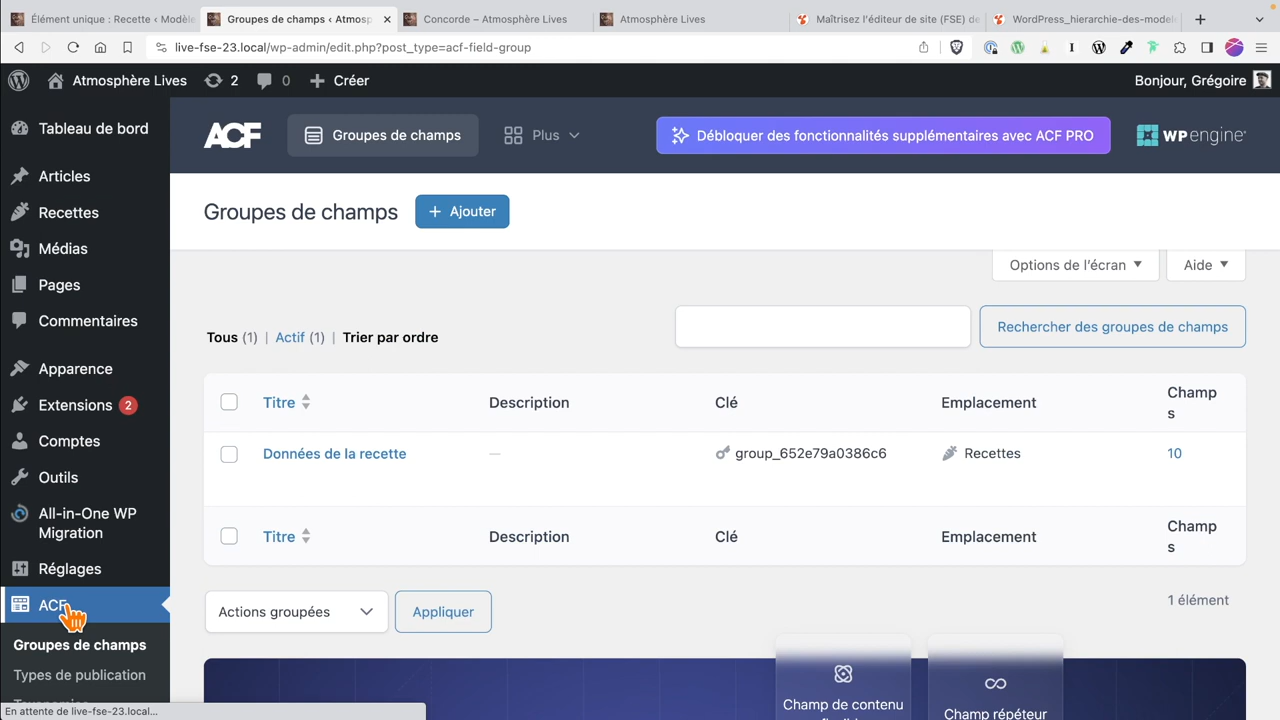 Élément unique : Recette ‹ Modèl
Groupes de champs ‹ Atmosp
Concorde – Atmosphère Lives
Atmosphère Lives
Maîtrisez l'éditeur de site (FSE) de
WordPress_hierarchie-des-model
live-fse-23.local/wp-admin/edit.php?post_type=acf-field-group
Atmosphère Lives
2
0
Créer
Bonjour, Grégoire
Tableau de bord
Articles
Recettes
Médias
Pages
Commentaires
Apparence
Extensions 2
Comptes
Outils
All-in-One WP
Migration
Réglages
ACF
Groupes de champs
Types de publication
En attente de live-fse-23.local...
ACF
Groupes de champs
Plus
Débloquer des fonctionnalités supplémentaires avec ACF PRO
WP engine
Groupes de champs
+ Ajouter
Options de l'écran
Aide
Tous (1) | Actif (1) | Trier par ordre
Rechercher des groupes de champs
Titre Description Clé Emplacement Champ
s
Données de la recette — group_652e79a0386c6 Recettes 10
Titre Description Clé Emplacement Champ
s
Actions groupées
Appliquer
1 élément
Champ de contenu
Champ répéteur